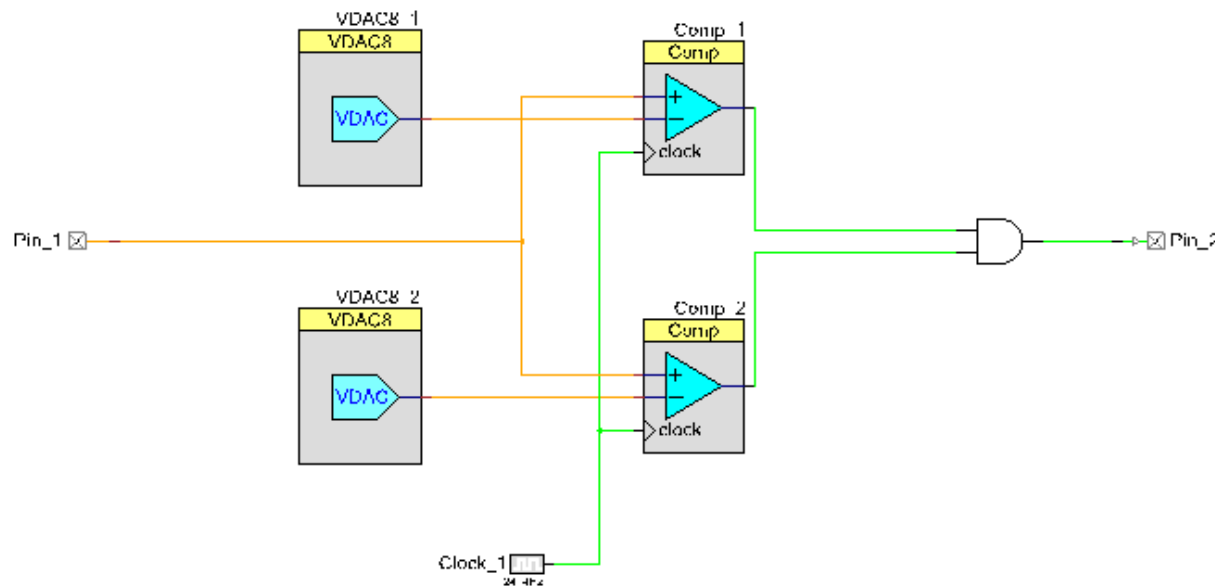 VDAC8_1
VDAC8
VDAC
Comp_1
Comp
+
−
clock
Pin_1
Pin_2
VDAC8_2
VDAC8
VDAC
Comp_2
Comp
+
−
clock
Clock_1